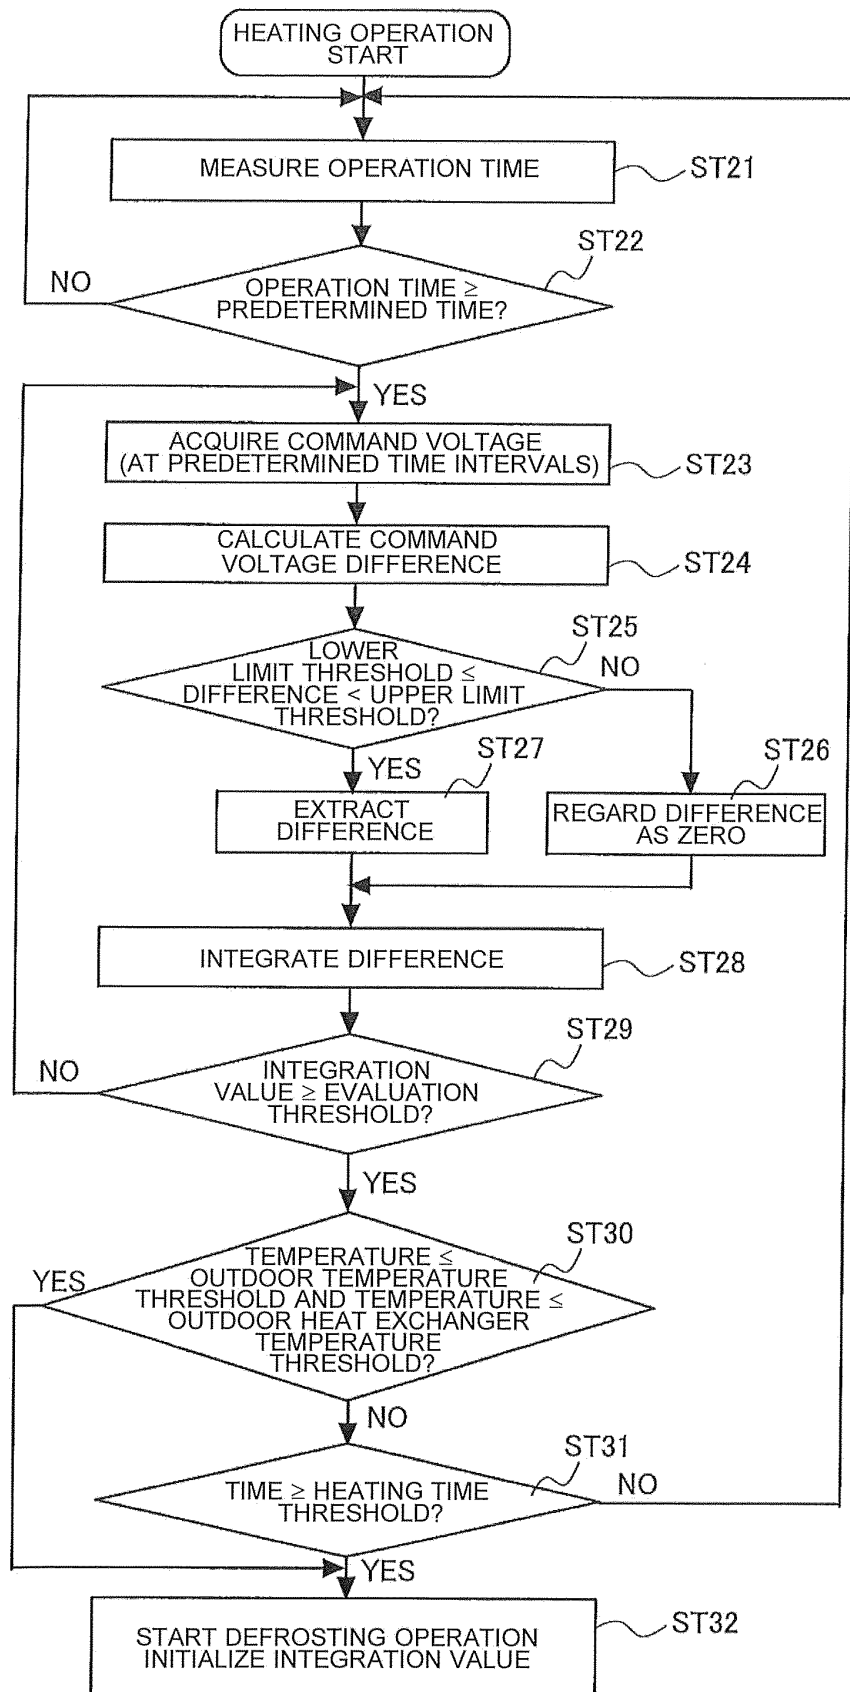 HEATING OPERATION
START
MEASURE OPERATION TIME
ST21
ST22
NO
OPERATION TIME ≥
PREDETERMINED TIME?
YES
ACQUIRE COMMAND VOLTAGE
(AT PREDETERMINED TIME INTERVALS)
ST23
CALCULATE COMMAND
VOLTAGE DIFFERENCE
ST24
ST25
LOWER
LIMIT THRESHOLD ≤
DIFFERENCE < UPPER LIMIT
THRESHOLD?
NO
YES
ST27
ST26
EXTRACT
DIFFERENCE
REGARD DIFFERENCE
AS ZERO
INTEGRATE DIFFERENCE
ST28
ST29
NO
INTEGRATION
VALUE ≥ EVALUATION
THRESHOLD?
YES
ST30
YES
TEMPERATURE ≤
OUTDOOR TEMPERATURE
THRESHOLD AND TEMPERATURE ≤
OUTDOOR HEAT EXCHANGER
TEMPERATURE
THRESHOLD?
NO
ST31
TIME ≥ HEATING TIME
THRESHOLD?
NO
YES
ST32
START DEFROSTING OPERATION
INITIALIZE INTEGRATION VALUE